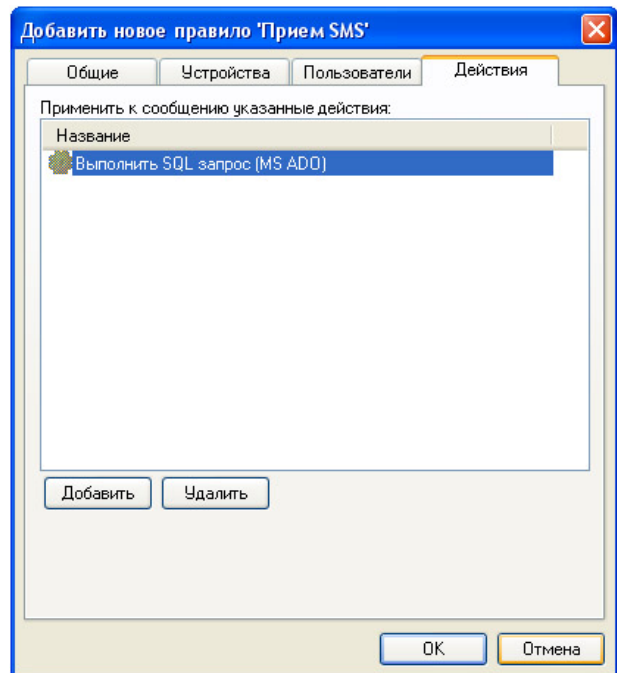 Добавить новое правило 'Прием SMS'
Общие Устройства Пользователи Действия
Применить к сообщению указанные действия:
Название
Выполнить SQL запрос (MS ADO)
Добавить Удалить
OK Отмена